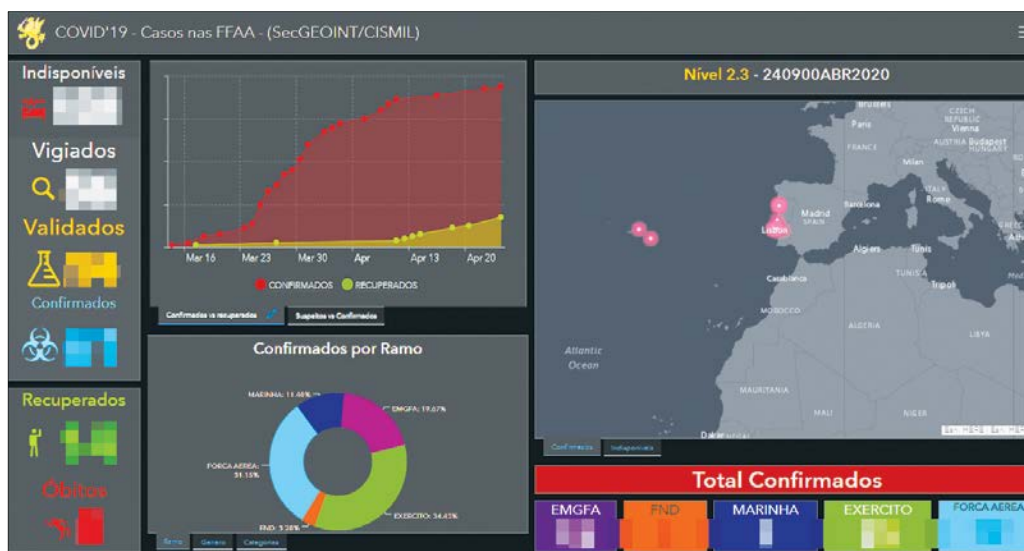 COVID'19 - Casos nas FFAA - (SecGEOINT/CISMIL)
Indisponíveis
Vigiados
Validados
Confirmados
Recuperados
Óbitos
Mar 16
Mar 23
Mar 30
Apr
Apr 13
Apr 20
CONFIRMADOS
RECUPERADOS
Confirmados vs recuperados
Suspeitos vs Confirmados
Confirmados por Ramo
MARINHA: 11.48%
EMGFA: 19.67%
FORCA AEREA:
31.15%
FND: 3.28%
EXERCITO: 34.43%
Ramo
Genero
Categorias
Nível 2.3 - 240900ABR2020
Brussels
Paris
FRANCE
CZECH
REPUBLIC
Vienna
AUSTRIA
Budapest
HUNGARY
Milan
ITALY
Rome
Barcelona
Madrid
SPAIN
Lisbon
Algiers
Tunis
TUNISIA
Tripoli
Casablanca
MOROCCO
ALGERIA
LIBYA
Atlantic
Ocean
MAURITANIA
MALI
NIGER
Dakar
Confirmados
Indisponíveis
Total Confirmados
EMGFA
FND
MARINHA
EXERCITO
FORCA AEREA